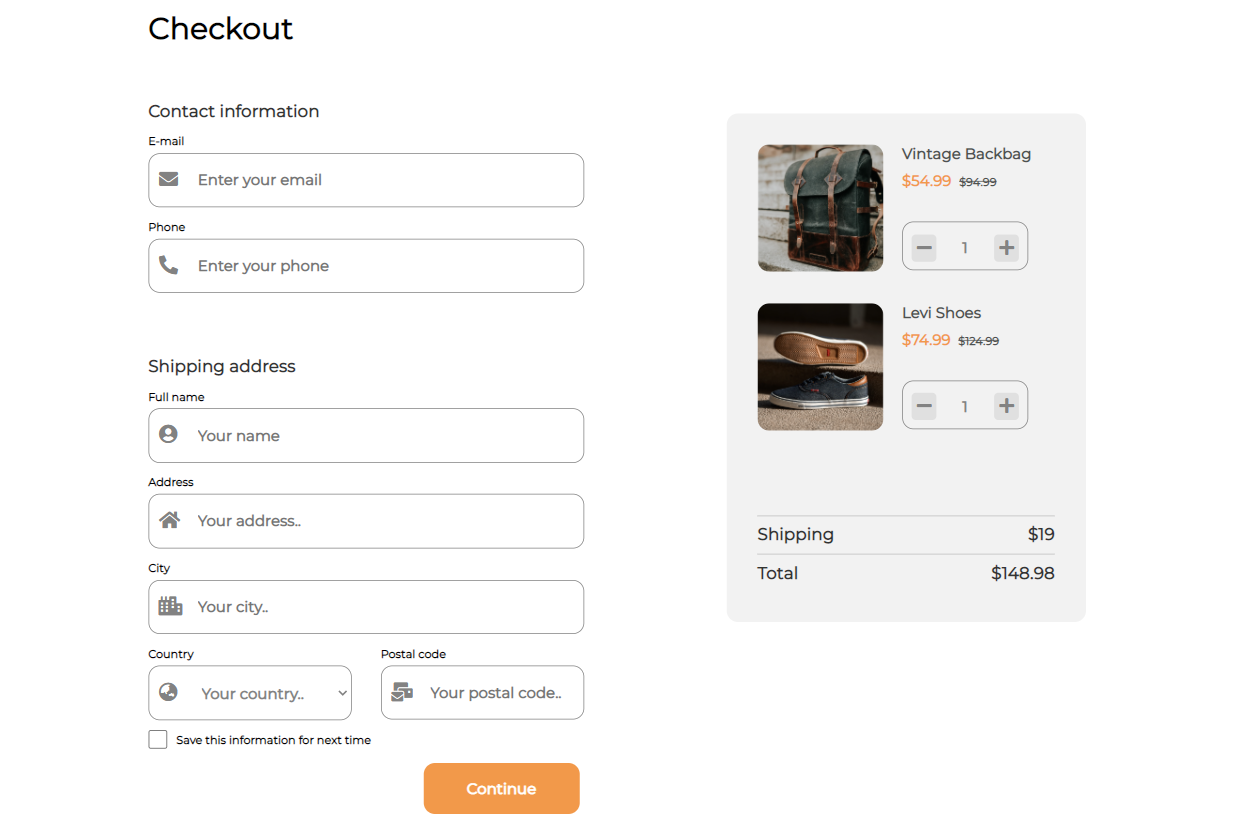 Checkout
Contact information
E-mail
Enter your email
Phone
Enter your phone
Shipping address
Full name
Your name
Address
Your address..
City
Your city..
Country
Your country..
Postal code
Your postal code..
Save this information for next time
Continue
Vintage Backbag
$54.99 $94.99
1
Levi Shoes
$74.99 $124.99
1
Shipping $19
Total $148.98